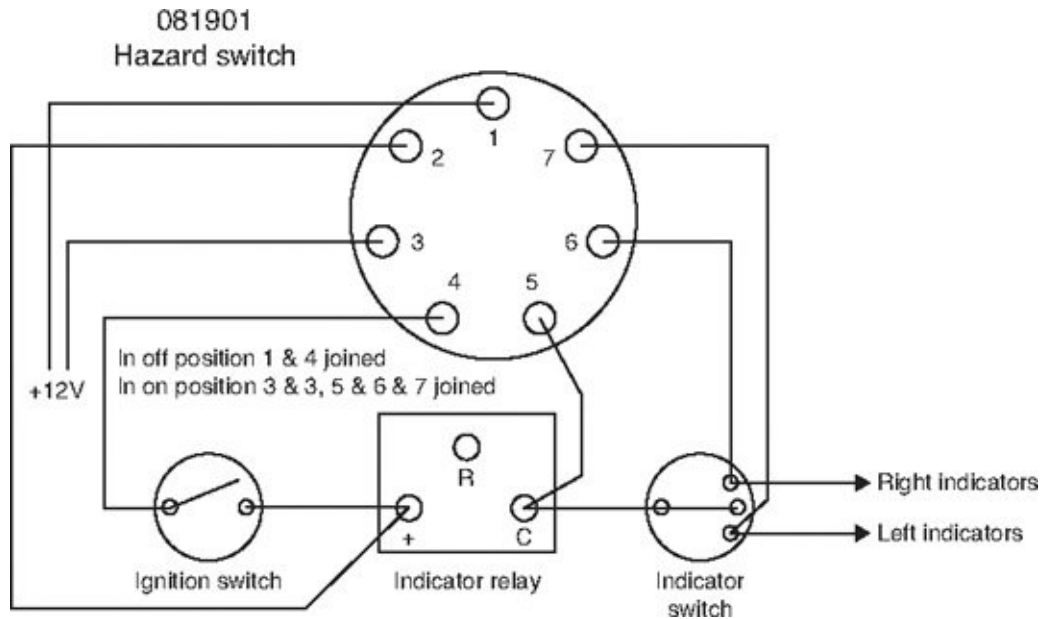 081901
Hazard switch
1
2
7
3
6
4
5
+12V
In off position 1 & 4 joined
In on position 3 & 3, 5 & 6 & 7 joined
R
+
C
Right indicators
Left indicators
Ignition switch
Indicator relay
Indicator
switch